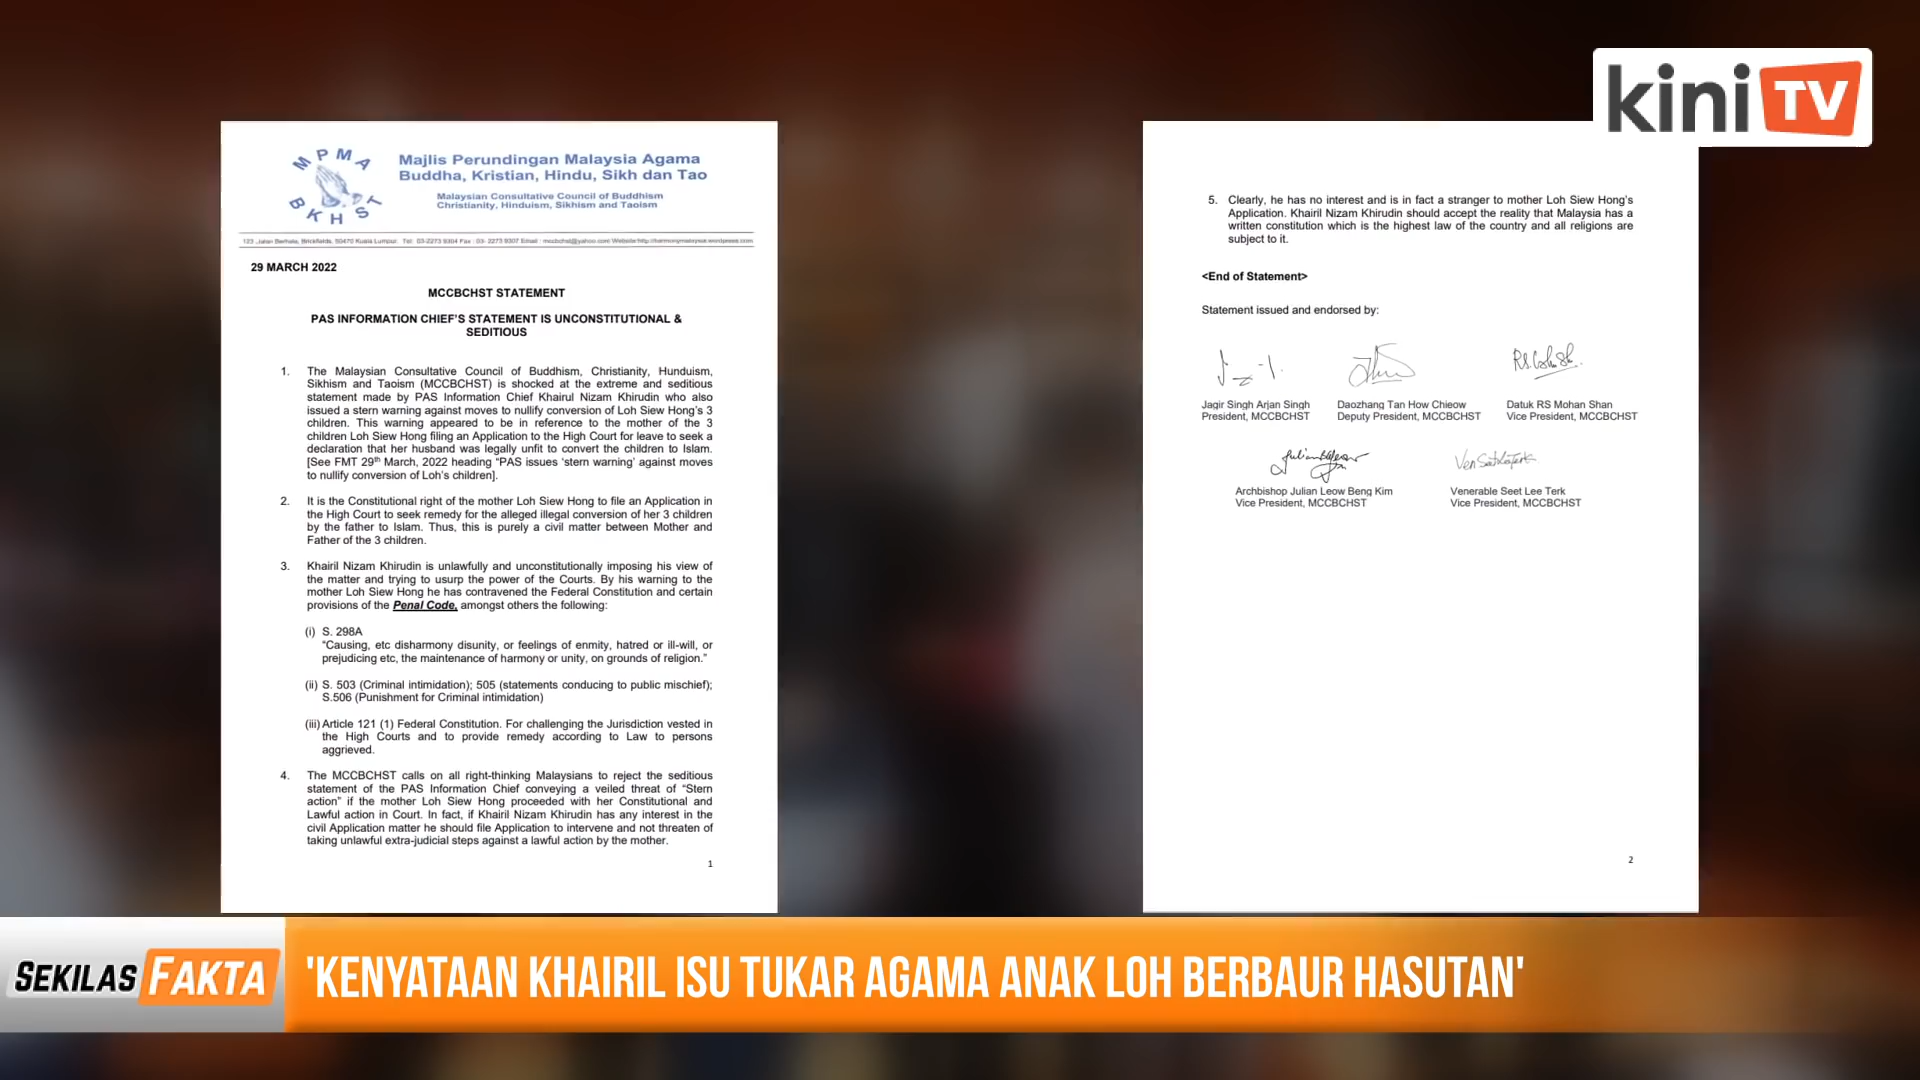 kini TV
MPMA
BKHST
Majlis Perundingan Malaysia Agama
Buddha, Kristian, Hindu, Sikh dan Tao
Malaysian Consultative Council of Buddhism
Christianity, Hinduism, Sikhism and Taoism
123 Jalan Berhala, Brickfields, 50470 Kuala Lumpur. Tel: 03-2273 9304 Fax : 03- 2273 9307 Email : mccbchst@yahoo.com Website:http://harmonymalaysia.wordpress.com
29 MARCH 2022
MCCBCHST STATEMENT
PAS INFORMATION CHIEF'S STATEMENT IS UNCONSTITUTIONAL &
SEDITIOUS
1. The Malaysian Consultative Council of Buddhism, Christianity, Hunduism,
Sikhism and Taoism (MCCBCHST) is shocked at the extreme and seditious
statement made by PAS Information Chief Khairul Nizam Khirudin who also
issued a stern warning against moves to nullify conversion of Loh Siew Hong's 3
children. This warning appeared to be in reference to the mother of the 3
children Loh Siew Hong filing an Application to the High Court for leave to seek a
declaration that her husband was legally unfit to convert the children to Islam.
[See FMT 29th March, 2022 heading "PAS issues 'stern warning' against moves
to nullify conversion of Loh's children].
2. It is the Constitutional right of the mother Loh Siew Hong to file an Application in
the High Court to seek remedy for the alleged illegal conversion of her 3 children
by the father to Islam. Thus, this is purely a civil matter between Mother and
Father of the 3 children.
3. Khairil Nizam Khirudin is unlawfully and unconstitutionally imposing his view of
the matter and trying to usurp the power of the Courts. By his warning to the
mother Loh Siew Hong he has contravened the Federal Constitution and certain
provisions of the Penal Code, amongst others the following:
(i) S. 298A
"Causing, etc disharmony disunity, or feelings of enmity, hatred or ill-will, or
prejudicing etc, the maintenance of harmony or unity, on grounds of religion."
(ii) S. 503 (Criminal intimidation); 505 (statements conducing to public mischief);
S.506 (Punishment for Criminal intimidation)
(iii) Article 121 (1) Federal Constitution. For challenging the Jurisdiction vested in
the High Courts and to provide remedy according to Law to persons
aggrieved.
4. The MCCBCHST calls on all right-thinking Malaysians to reject the seditious
statement of the PAS Information Chief conveying a veiled threat of "Stern
action" if the mother Loh Siew Hong proceeded with her Constitutional and
Lawful action in Court. In fact, if Khairil Nizam Khirudin has any interest in the
civil Application matter he should file Application to intervene and not threaten of
taking unlawful extra-judicial steps against a lawful action by the mother.
1
5. Clearly, he has no interest and is in fact a stranger to mother Loh Siew Hong's
Application. Khairil Nizam Khirudin should accept the reality that Malaysia has a
written constitution which is the highest law of the country and all religions are
subject to it.
<End of Statement>
Statement issued and endorsed by:
Jagir Singh Arjan Singh
President, MCCBCHST
Daozhang Tan How Chieow
Deputy President, MCCBCHST
Datuk RS Mohan Shan
Vice President, MCCBCHST
Archbishop Julian Leow Beng Kim
Vice President, MCCBCHST
Venerable Seet Lee Terk
Vice President, MCCBCHST
2
SEKILAS FAKTA
'KENYATAAN KHAIRIL ISU TUKAR AGAMA ANAK LOH BERBAUR HASUTAN'